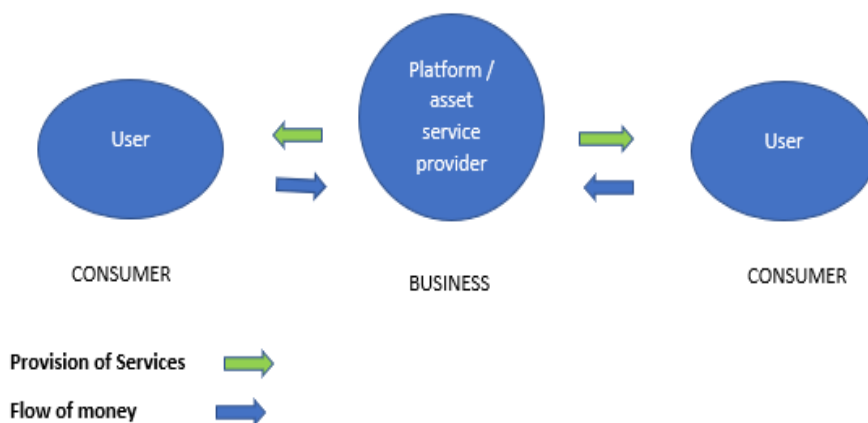 User
Platform /
asset
service
provider
User
CONSUMER
BUSINESS
CONSUMER
Provision of Services
Flow of money